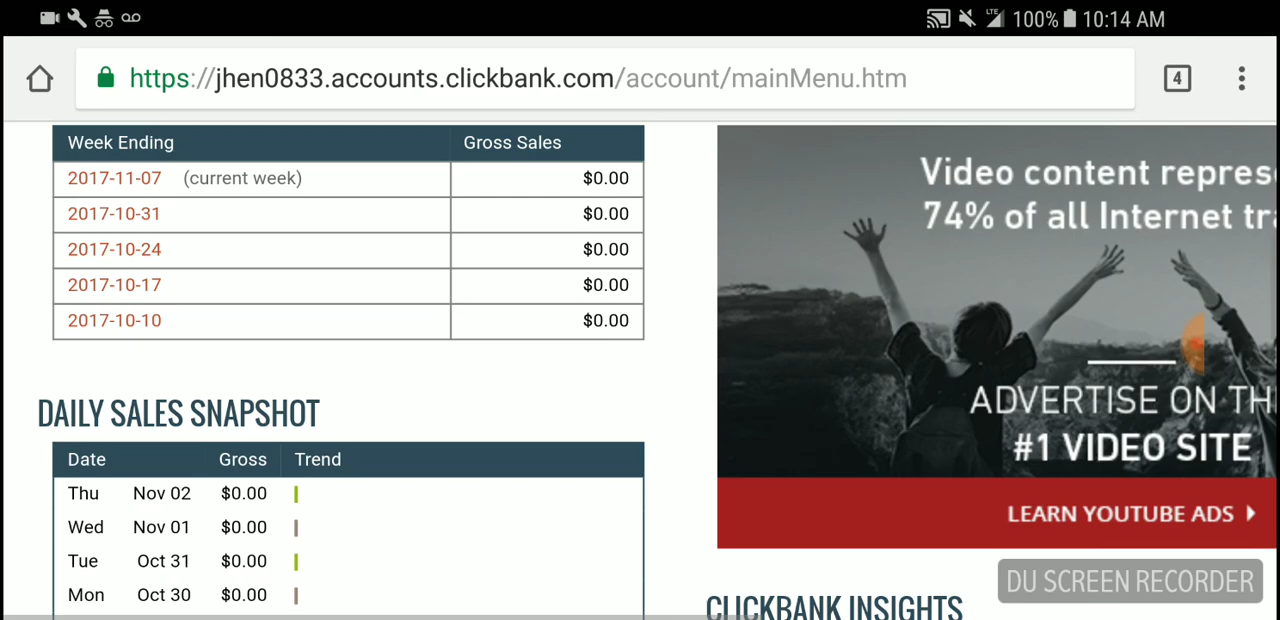 LTE 100% 10:14 AM
https://jhen0833.accounts.clickbank.com/account/mainMenu.htm
4
Week Ending Gross Sales
2017-11-07 (current week) $0.00
2017-10-31 $0.00
2017-10-24 $0.00
2017-10-17 $0.00
2017-10-10 $0.00
DAILY SALES SNAPSHOT
Date Gross Trend
Thu Nov 02 $0.00
Wed Nov 01 $0.00
Tue Oct 31 $0.00
Mon Oct 30 $0.00
Video content repres
74% of all Internet tra
ADVERTISE ON TH
#1 VIDEO SITE
LEARN YOUTUBE ADS
DU SCREEN RECORDER
CLICKBANK INSIGHTS